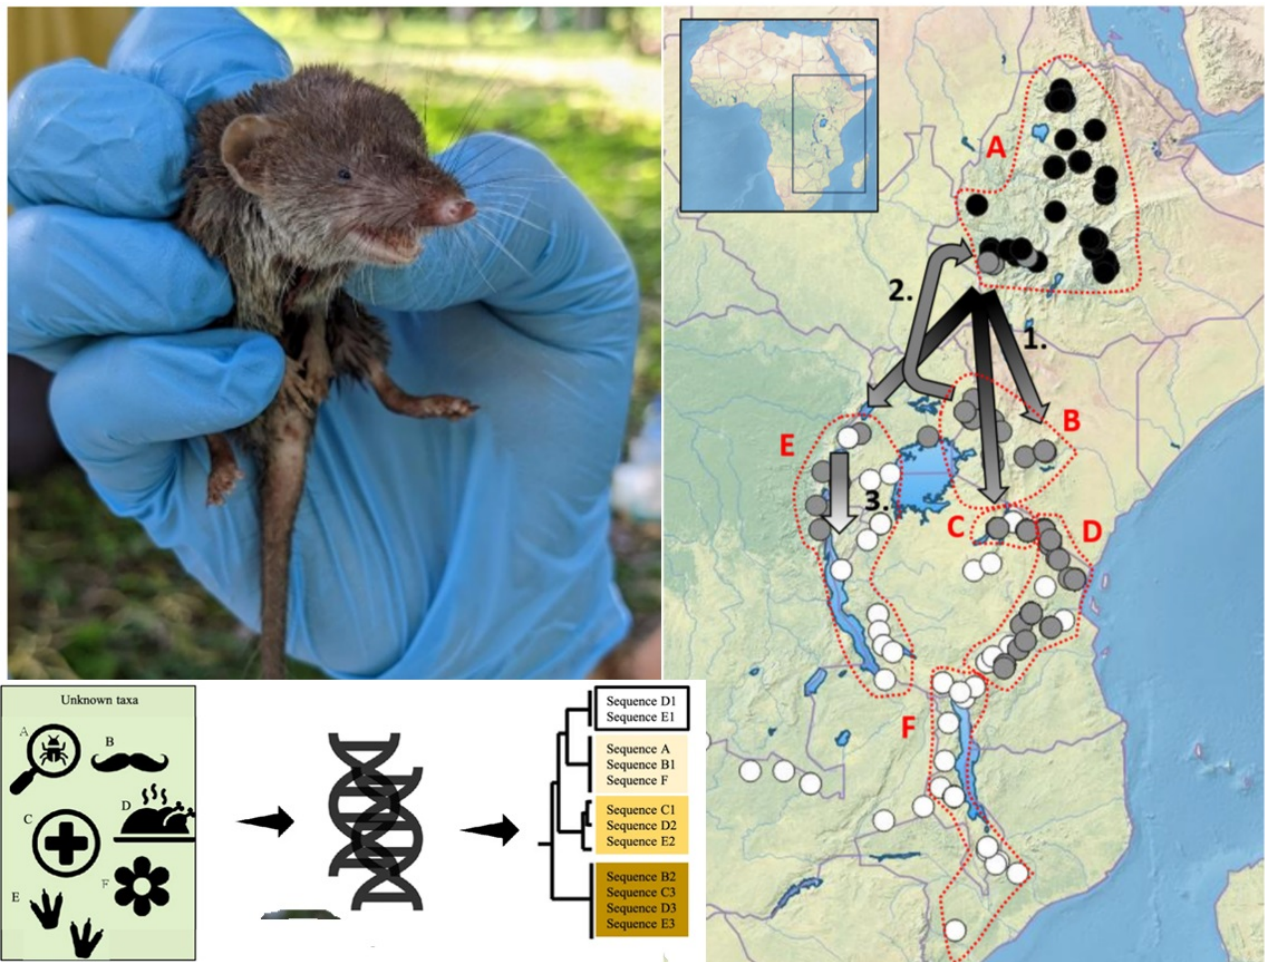 A
2.
1.
B
E
3.
C
D
F
Unknown taxa
A
B
C
D
E
F
Sequence D1
Sequence E1
Sequence A
Sequence B1
Sequence F
Sequence C1
Sequence D2
Sequence E2
Sequence B2
Sequence C3
Sequence D3
Sequence E3